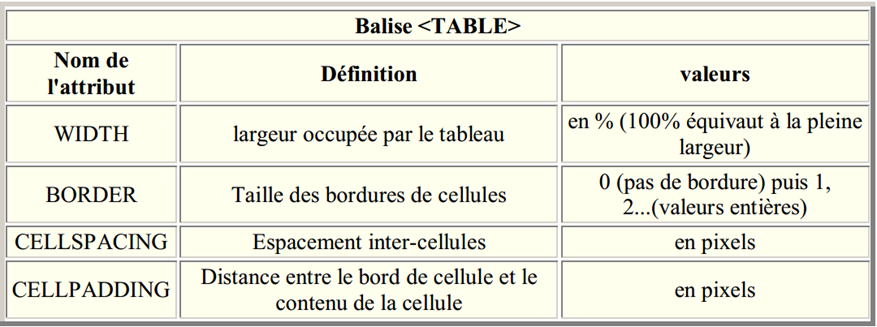 Balise <TABLE>
Nom de
l'attribut
Définition
valeurs
WIDTH
largeur occupée par le tableau
en % (100% équivaut à la pleine
largeur)
BORDER
Taille des bordures de cellules
0 (pas de bordure) puis 1,
2...(valeurs entières)
CELLSPACING
Espacement inter-cellules
en pixels
CELLPADDING
Distance entre le bord de cellule et le
contenu de la cellule
en pixels